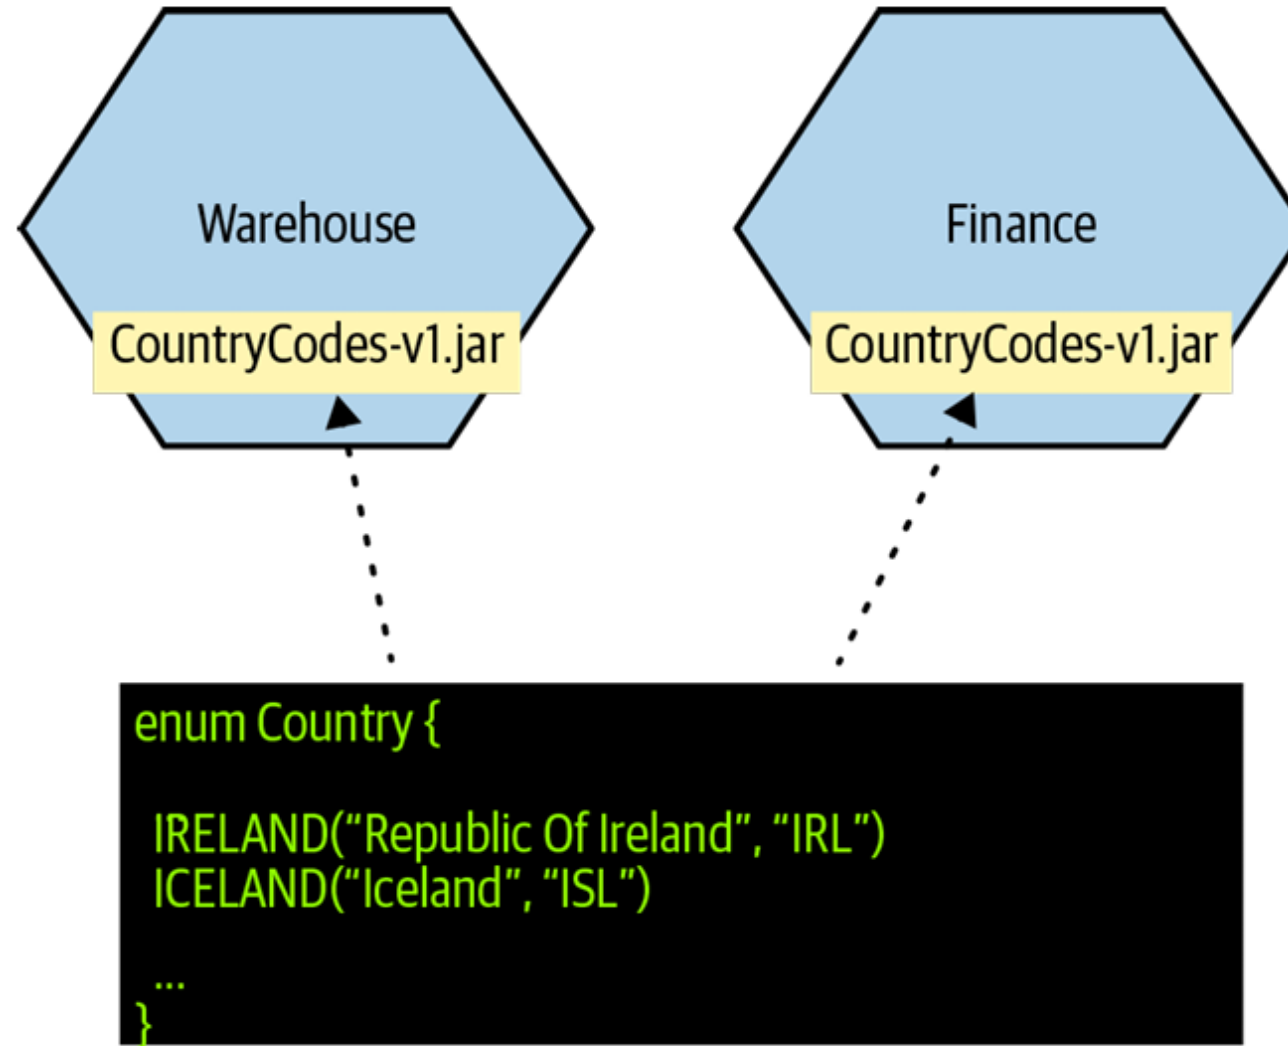 Warehouse
Finance
CountryCodes-v1.jar
CountryCodes-v1.jar
enum Country {
IRELAND(“Republic Of Ireland”, “IRL”)
ICELAND(“Iceland”, “ISL”)
...
}